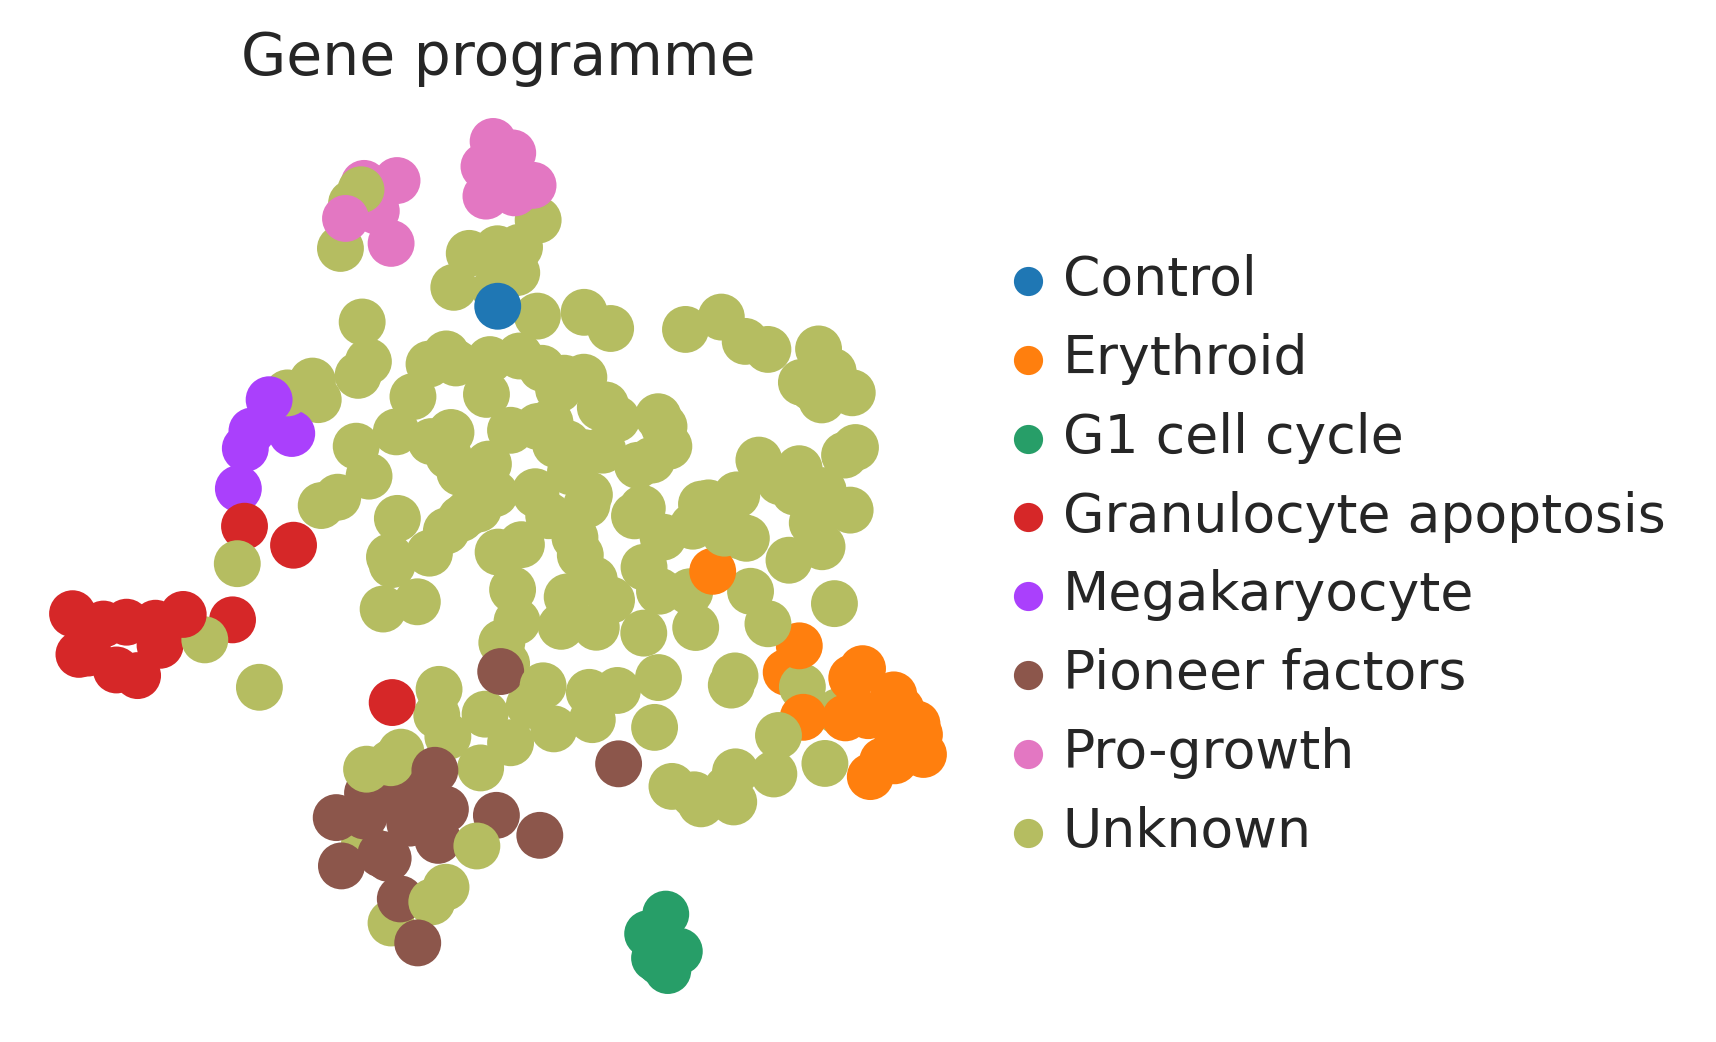 Gene programme
Control
Erythroid
G1 cell cycle
Granulocyte apoptosis
Megakaryocyte
Pioneer factors
Pro-growth
Unknown